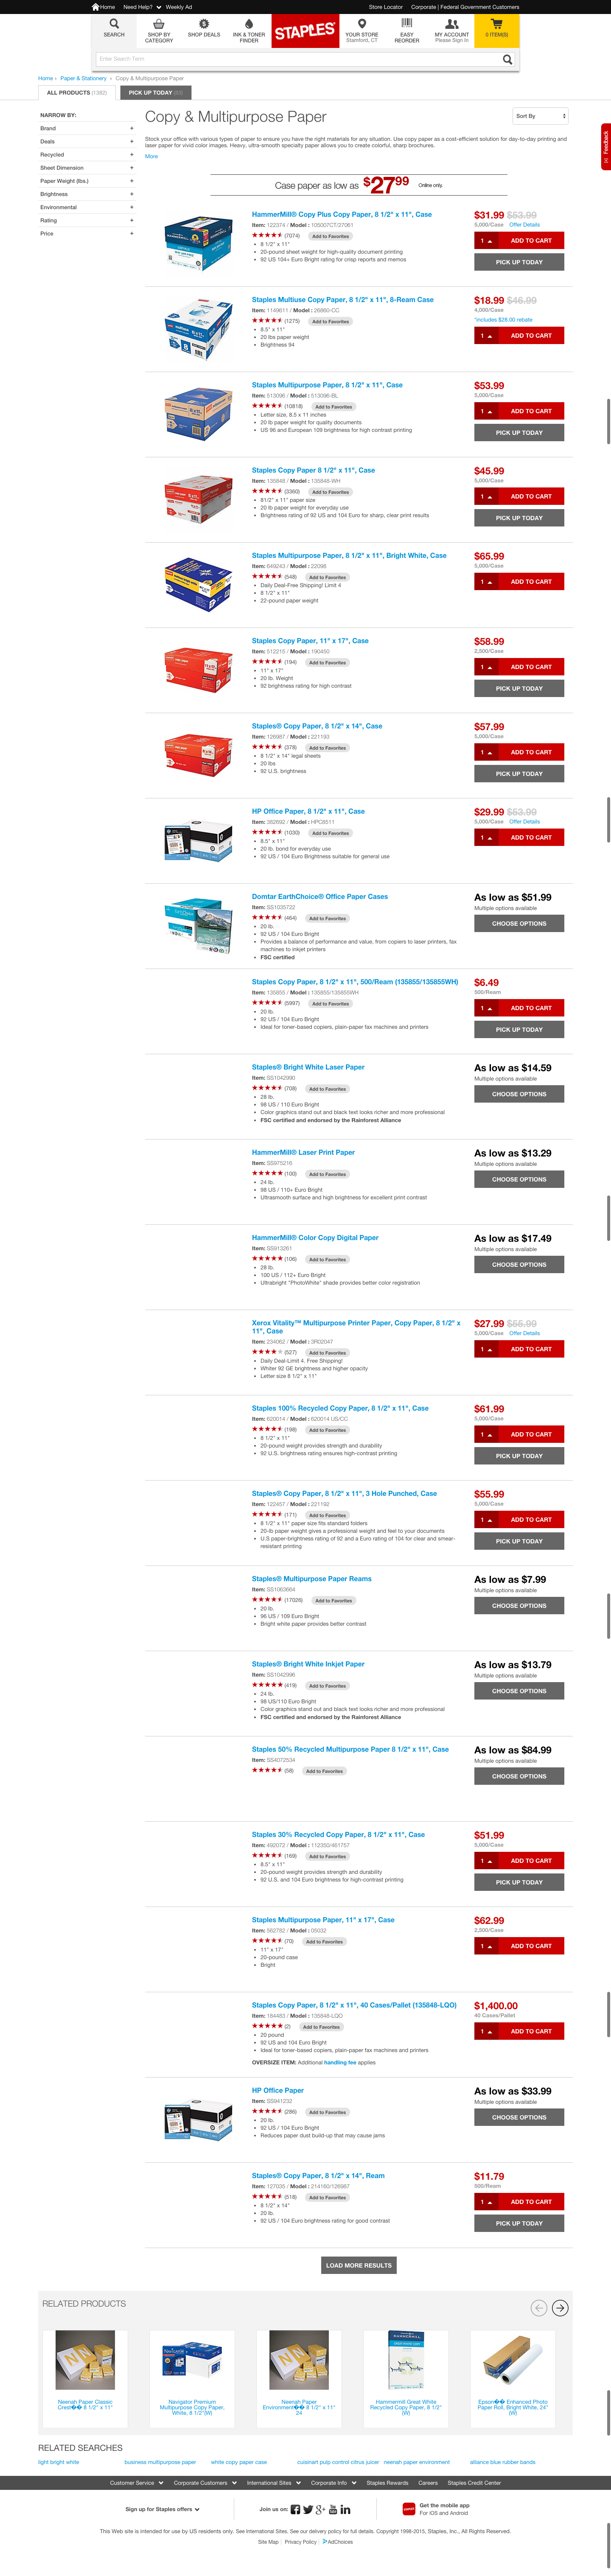 Home Need Help? Weekly Ad Store Locator Corporate | Federal Government Customers
SEARCH
SHOP BY CATEGORY
SHOP DEALS
INK & TONER FINDER
STAPLES
YOUR STORE
Stamford, CT
EASY REORDER
MY ACCOUNT
Please Sign In
0 ITEM(S)
Enter Search Term
Home › Paper & Stationery › Copy & Multipurpose Paper
ALL PRODUCTS (1392)
PICK UP TODAY
Feedback
NARROW BY:
Brand +
Deals +
Recycled +
Sheet Dimension +
Paper Weight (lbs.) +
Brightness +
Environmental +
Rating +
Price +
Copy & Multipurpose Paper
Sort By
Stock your office with various types of paper to ensure you have the right materials for any situation. Use copy paper as a cost-efficient solution for day-to-day printing and
laser paper for vivid color images. Heavy, ultra-smooth specialty paper allows you to create colorful, sharp brochures.
More
Case paper as low as $27.99 Online only.
HammerMill® Copy Plus Copy Paper, 8 1/2" x 11", Case
Item: 122374 / Model : 105007CT/27061
(7074) Add to Favorites
8 1/2" x 11"
20-pound sheet weight for high-quality document printing
92 US 104+ Euro Bright rating for crisp reports and memos
$31.99 $53.99
5,000/Case Offer Details
1 ADD TO CART
PICK UP TODAY
Staples Multiuse Copy Paper, 8 1/2" x 11", 8-Ream Case
Item: 1149611 / Model : 26860-CC
(1275) Add to Favorites
8.5" x 11"
20 lbs paper weight
Brightness 94
$18.99 $46.99
4,000/Case
*includes $28.00 rebate
1 ADD TO CART
Staples Multipurpose Paper, 8 1/2" x 11", Case
Item: 513096 / Model : 513096-BL
(10818) Add to Favorites
Letter size, 8.5 x 11 inches
20 lb paper weight for quality documents
US 96 and European 109 brightness for high contrast printing
$53.99
5,000/Case
1 ADD TO CART
PICK UP TODAY
Staples Copy Paper 8 1/2" x 11", Case
Item: 135848 / Model : 135848-WH
(3360) Add to Favorites
81/2" x 11" paper size
20 lb paper weight for everyday use
Brightness rating of 92 US and 104 Euro for sharp, clear print results
$45.99
5,000/Case
1 ADD TO CART
PICK UP TODAY
Staples Multipurpose Paper, 8 1/2" x 11", Bright White, Case
Item: 649243 / Model : 22098
(548) Add to Favorites
Daily Deal-Free Shipping! Limit 4
8 1/2" x 11"
22-pound paper weight
$65.99
5,000/Case
1 ADD TO CART
Staples Copy Paper, 11" x 17", Case
Item: 512215 / Model : 190450
(194) Add to Favorites
11" x 17"
20 lb. Weight
92 brightness rating for high contrast
$58.99
2,500/Case
1 ADD TO CART
PICK UP TODAY
Staples® Copy Paper, 8 1/2" x 14", Case
Item: 126987 / Model : 221193
(378) Add to Favorites
8 1/2" x 14" legal sheets
20 lbs
92 U.S. brightness
$57.99
5,000/Case
1 ADD TO CART
PICK UP TODAY
HP Office Paper, 8 1/2" x 11", Case
Item: 382692 / Model : HPC8511
(1030) Add to Favorites
8.5" x 11"
20 lb. bond for everyday use
92 US / 104 Euro Brightness suitable for general use
$29.99 $53.99
5,000/Case Offer Details
1 ADD TO CART
Domtar EarthChoice® Office Paper Cases
Item: SS1035722
(464) Add to Favorites
20 lb.
92 US / 104 Euro Bright
Provides a balance of performance and value, from copiers to laser printers, fax
machines to inkjet printers
FSC certified
As low as $51.99
Multiple options available
CHOOSE OPTIONS
Staples Copy Paper, 8 1/2" x 11", 500/Ream (135855/135855WH)
Item: 135855 / Model : 135855/135855WH
(5997) Add to Favorites
20 lb.
92 US / 104 Euro Bright
Ideal for toner-based copiers, plain-paper fax machines and printers
$6.49
500/Ream
1 ADD TO CART
PICK UP TODAY
Staples® Bright White Laser Paper
Item: SS1042990
(708) Add to Favorites
28 lb.
98 US / 110 Euro Bright
Color graphics stand out and black text looks richer and more professional
FSC certified and endorsed by the Rainforest Alliance
As low as $14.59
Multiple options available
CHOOSE OPTIONS
HammerMill® Laser Print Paper
Item: SS975216
(100) Add to Favorites
24 lb.
98 US / 110+ Euro Bright
Ultrasmooth surface and high brightness for excellent print contrast
As low as $13.29
Multiple options available
CHOOSE OPTIONS
HammerMill® Color Copy Digital Paper
Item: SS913261
(106) Add to Favorites
28 lb.
100 US / 112+ Euro Bright
Ultrabright "PhotoWhite" shade provides better color registration
As low as $17.49
Multiple options available
CHOOSE OPTIONS
Xerox Vitality™ Multipurpose Printer Paper, Copy Paper, 8 1/2" x
11", Case
Item: 234062 / Model : 3R02047
(527) Add to Favorites
Daily Deal-Limit 4. Free Shipping!
Whiter 92 GE brightness and higher opacity
Letter size 8 1/2" x 11"
$27.99 $55.99
5,000/Case Offer Details
1 ADD TO CART
Staples 100% Recycled Copy Paper, 8 1/2" x 11", Case
Item: 620014 / Model : 620014 US/CC
(198) Add to Favorites
8 1/2" x 11"
20-pound weight provides strength and durability
92 U.S. brightness rating ensures high-contrast printing
$61.99
5,000/Case
1 ADD TO CART
PICK UP TODAY
Staples® Copy Paper, 8 1/2" x 11", 3 Hole Punched, Case
Item: 122457 / Model : 221192
(171) Add to Favorites
8 1/2" x 11" paper size fits standard folders
20-lb paper weight gives a professional weight and feel to your documents
U.S paper-brightness rating of 92 and a Euro rating of 104 for clear and smear-
resistant printing
$55.99
5,000/Case
1 ADD TO CART
PICK UP TODAY
Staples® Multipurpose Paper Reams
Item: SS1063664
(17026) Add to Favorites
20 lb.
96 US / 109 Euro Bright
Bright white paper provides better contrast
As low as $7.99
Multiple options available
CHOOSE OPTIONS
Staples® Bright White Inkjet Paper
Item: SS1042996
(419) Add to Favorites
24 lb.
98 US/110 Euro Bright
Color graphics stand out and black text looks richer and more professional
FSC certified and endorsed by the Rainforest Alliance
As low as $13.79
Multiple options available
CHOOSE OPTIONS
Staples 50% Recycled Multipurpose Paper 8 1/2" x 11", Case
Item: SS4072534
(58) Add to Favorites
As low as $84.99
Multiple options available
CHOOSE OPTIONS
Staples 30% Recycled Copy Paper, 8 1/2" x 11", Case
Item: 492072 / Model : 112350/461757
(169) Add to Favorites
8.5" x 11"
20-pound weight provides strength and durability
92 U.S. and 104 Euro brightness for high-contrast printing
$51.99
5,000/Case
1 ADD TO CART
PICK UP TODAY
Staples Multipurpose Paper, 11" x 17", Case
Item: 562782 / Model : 05032
(70) Add to Favorites
11" x 17"
20-pound case
Bright
$62.99
2,500/Case
1 ADD TO CART
Staples Copy Paper, 8 1/2" x 11", 40 Cases/Pallet (135848-LQO)
Item: 184483 / Model : 135848-LQO
(2) Add to Favorites
20 pound
92 US and 104 Euro Bright
Ideal for toner-based copiers, plain-paper fax machines and printers
OVERSIZE ITEM: Additional handling fee applies
$1,400.00
40 Cases/Pallet
1 ADD TO CART
HP Office Paper
Item: SS941232
(286) Add to Favorites
20 lb.
92 US / 104 Euro Bright
Reduces paper dust build-up that may cause jams
As low as $33.99
Multiple options available
CHOOSE OPTIONS
Staples® Copy Paper, 8 1/2" x 14", Ream
Item: 127035 / Model : 214160/126987
(518) Add to Favorites
8 1/2" x 14"
20 lb.
92 US / 104 Euro brightness rating for good contrast
$11.79
500/Ream
1 ADD TO CART
PICK UP TODAY
LOAD MORE RESULTS
RELATED PRODUCTS
Neenah Paper Classic
Crest�� 8 1/2" x 11"
Navigator Premium
Multipurpose Copy Paper,
White, 8 1/2"(W)
Neenah Paper
Environment�� 8 1/2" x 11"
24
Hammermill Great White
Recycled Copy Paper, 8 1/2"
(W)
Epson�� Enhanced Photo
Paper Roll, Bright White, 24"
(W)
RELATED SEARCHES
light bright white business multipurpose paper white copy paper case cuisinart pulp control citrus juicer neenah paper environment alliance blue rubber bands
Customer Service Corporate Customers International Sites Corporate Info Staples Rewards Careers Staples Credit Center
Sign up for Staples offers
Join us on:
Get the mobile app
For iOS and Android
This Web site is intended for use by US residents only. See International Sites. See our delivery policy for full details. Copyright 1998-2015, Staples, Inc., All Rights Reserved.
Site Map | Privacy Policy | AdChoices